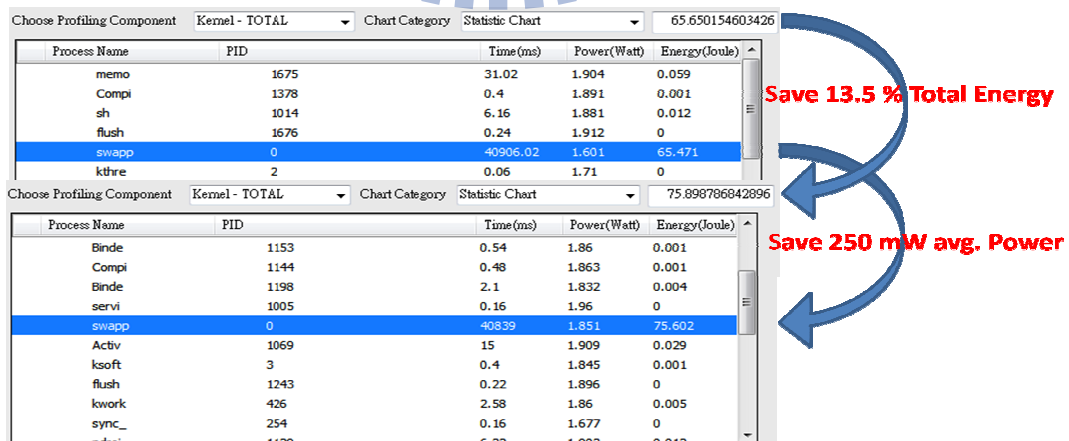 Choose Profiling Component Kernel - TOTAL Chart Category Statistic Chart 65.650154603426
Process Name PID Time(ms) Power(Watt) Energy(Joule)
memo 1675 31.02 1.904 0.059
Compi 1378 0.4 1.891 0.001
Save 13.5 % Total Energy
sh 1014 6.16 1.881 0.012
flush 1676 0.24 1.912 0
swapp 0 40906.02 1.601 65.471
kthre 2 0.06 1.71 0
Choose Profiling Component Kernel - TOTAL Chart Category Statistic Chart 75.898786842896
Process Name PID Time(ms) Power(Watt) Energy(Joule)
Save 250 mW avg. Power
Binde 1153 0.54 1.86 0.001
Compi 1144 0.48 1.863 0.001
Binde 1198 2.1 1.832 0.004
servi 1005 0.16 1.96 0
swapp 0 40839 1.851 75.602
Activ 1069 15 1.909 0.029
ksoft 3 0.4 1.845 0.001
flush 1243 0.22 1.896 0
kwork 426 2.58 1.86 0.005
sync_ 254 0.16 1.677 0